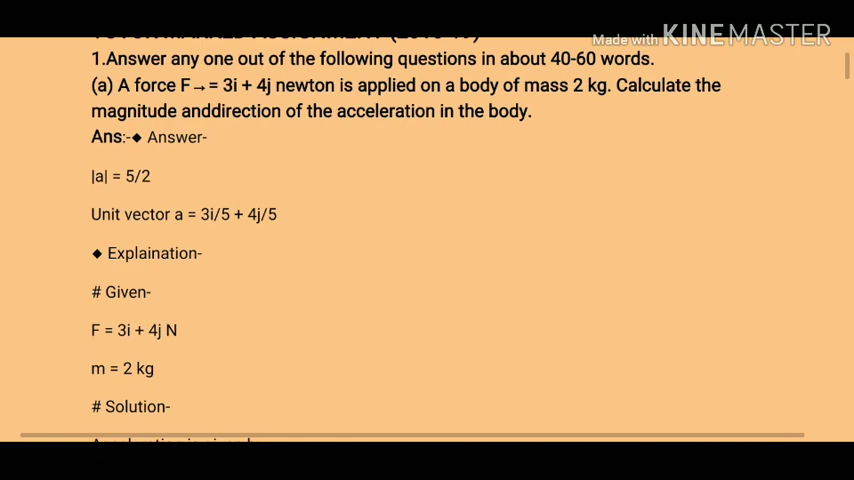 Made with KINEMASTER
1.Answer any one out of the following questions in about 40-60 words.
(a) A force F→= 3i + 4j newton is applied on a body of mass 2 kg. Calculate the
magnitude anddirection of the acceleration in the body.
Ans:-◆ Answer-
|a| = 5/2
Unit vector a = 3i/5 + 4j/5
◆ Explaination-
# Given-
F = 3i + 4j N
m = 2 kg
# Solution-